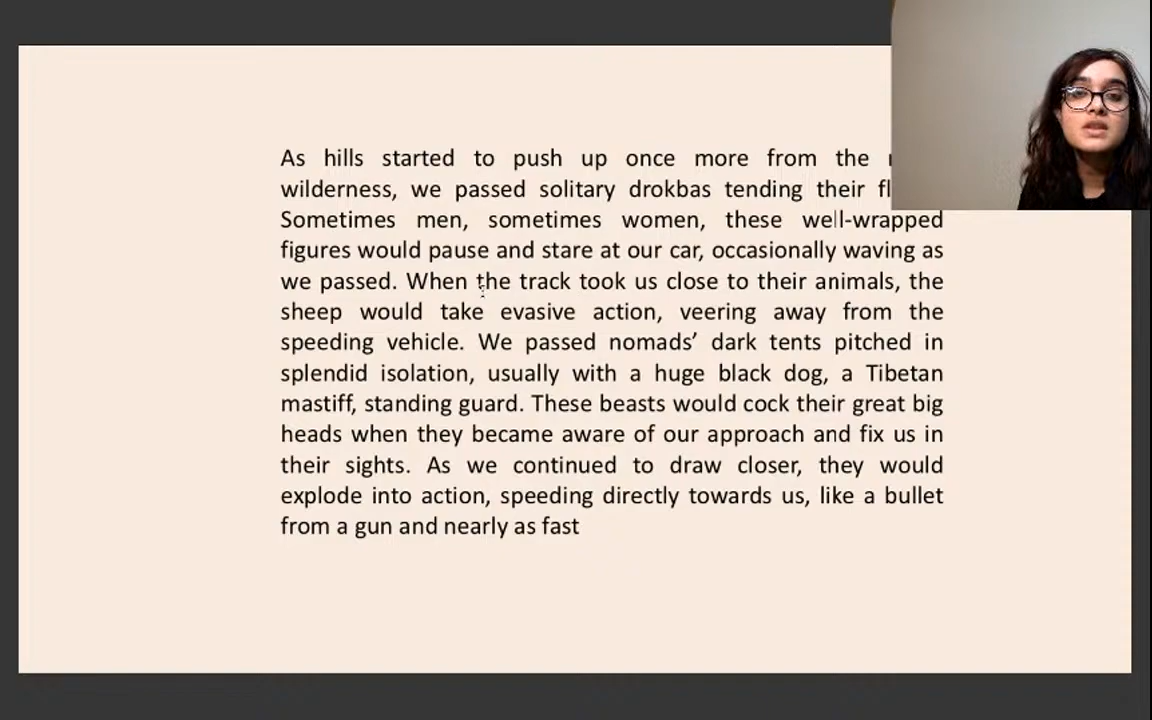 As hills started to push up once more from the
wilderness, we passed solitary drokbas tending their
Sometimes men, sometimes women, these well-wrapped
figures would pause and stare at our car, occasionally waving as
we passed. When the track took us close to their animals, the
sheep would take evasive action, veering away from the
speeding vehicle. We passed nomads’ dark tents pitched in
splendid isolation, usually with a huge black dog, a Tibetan
mastiff, standing guard. These beasts would cock their great big
heads when they became aware of our approach and fix us in
their sights. As we continued to draw closer, they would
explode into action, speeding directly towards us, like a bullet
from a gun and nearly as fast